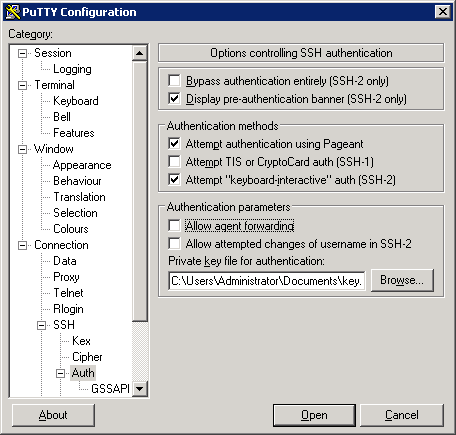 PuTTY Configuration
Category:
Session
Logging
Terminal
Keyboard
Bell
Features
Window
Appearance
Behaviour
Translation
Selection
Colours
Connection
Data
Proxy
Telnet
Rlogin
SSH
Kex
Cipher
Auth
GSSAPI
Options controlling SSH authentication
Bypass authentication entirely (SSH-2 only)
Display pre-authentication banner (SSH-2 only)
Authentication methods
Attempt authentication using Pageant
Attempt TIS or CryptoCard auth (SSH-1)
Attempt "keyboard-interactive" auth (SSH-2)
Authentication parameters
Allow agent forwarding
Allow attempted changes of username in SSH-2
Private key file for authentication:
C:\Users\Administrator\Documents\key. Browse...
About Open Cancel